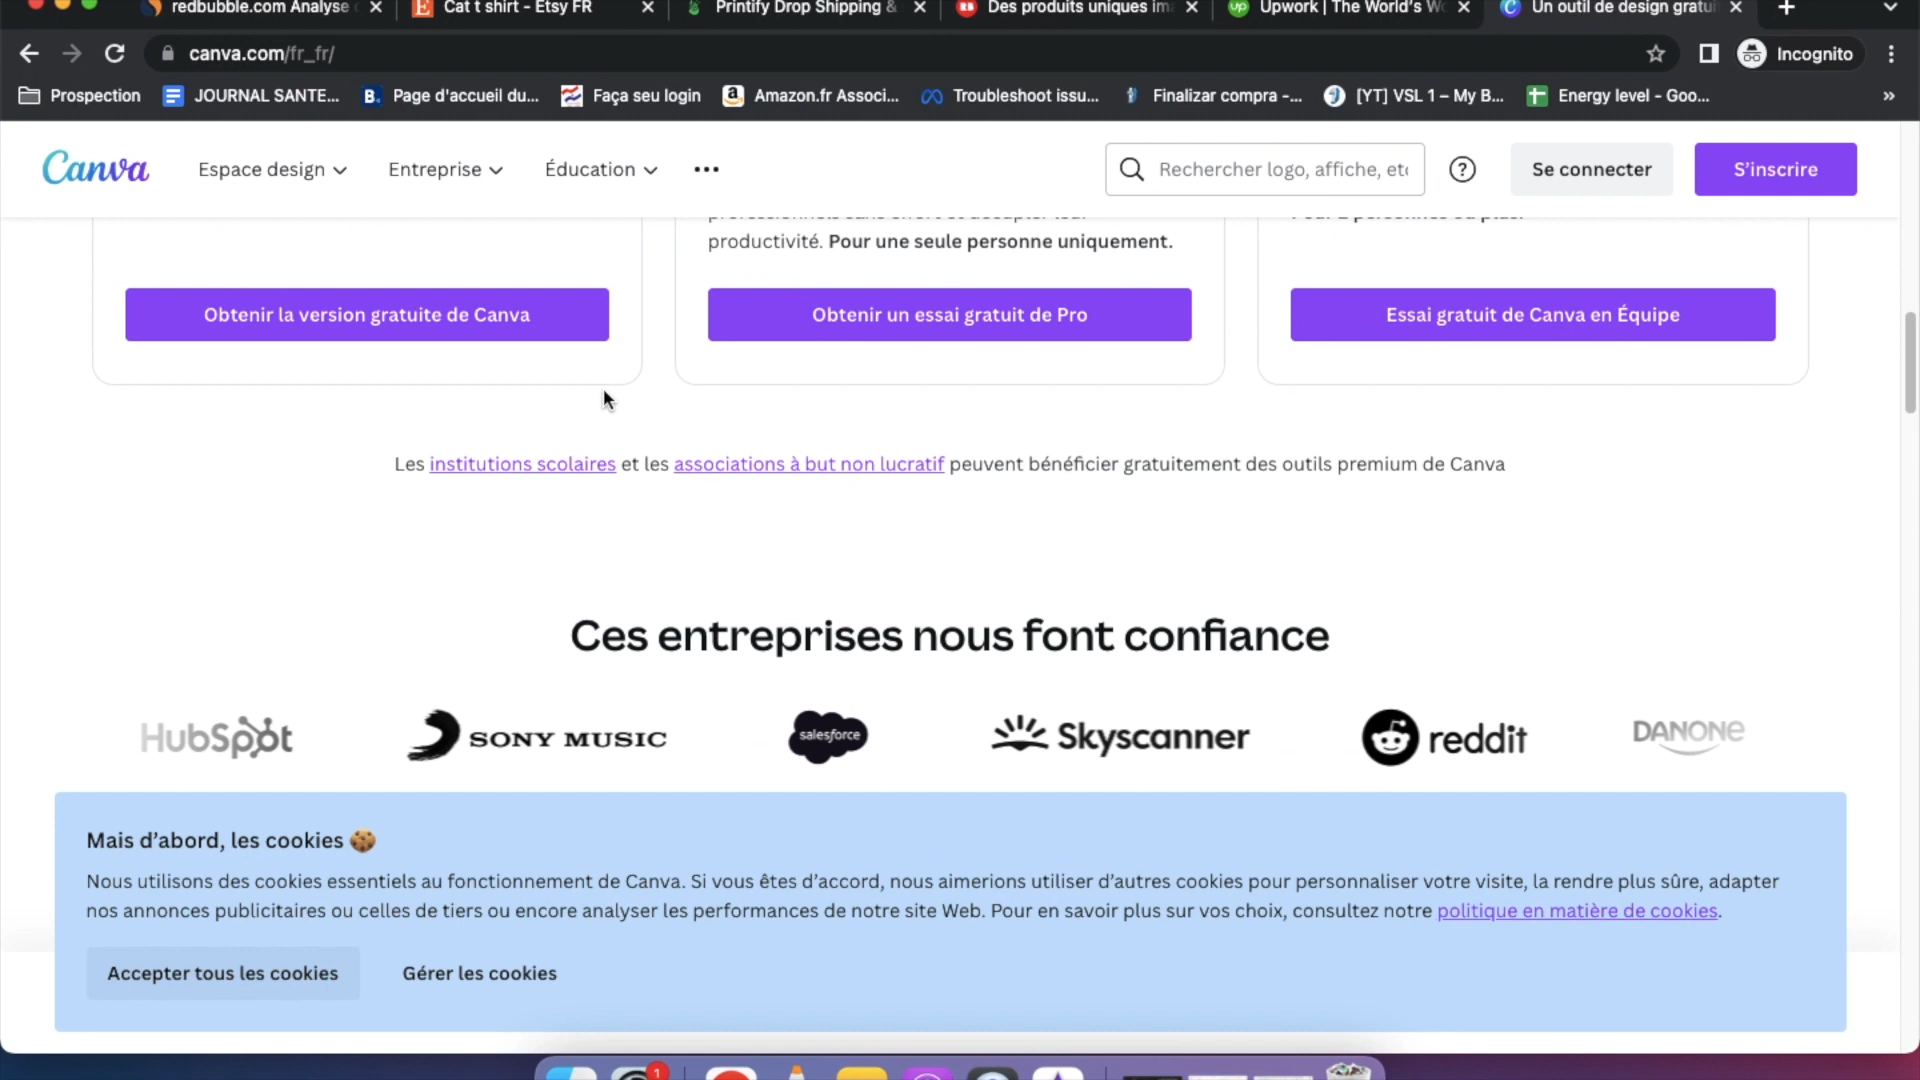 redbubble.com Analyse
Cat t shirt - Etsy FR
Printify Drop Shipping &
Des produits uniques im
Upwork | The World's W
Un outil de design gratui
canva.com/fr_fr/
Incognito
Prospection
JOURNAL SANTE...
Page d'accueil du...
Faça seu login
Amazon.fr Associ...
Troubleshoot issu...
Finalizar compra -...
[YT] VSL 1 – My B...
Energy level - Goo...
Canva
Espace design
Entreprise
Éducation
Rechercher logo, affiche, etc
Se connecter
S'inscrire
productivité. Pour une seule personne uniquement.
Obtenir la version gratuite de Canva
Obtenir un essai gratuit de Pro
Essai gratuit de Canva en Équipe
Les institutions scolaires et les associations à but non lucratif peuvent bénéficier gratuitement des outils premium de Canva
Ces entreprises nous font confiance
HubSpot
SONY MUSIC
salesforce
Skyscanner
reddit
DANONE
Mais d'abord, les cookies
Nous utilisons des cookies essentiels au fonctionnement de Canva. Si vous êtes d'accord, nous aimerions utiliser d'autres cookies pour personnaliser votre visite, la rendre plus sûre, adapter
nos annonces publicitaires ou celles de tiers ou encore analyser les performances de notre site Web. Pour en savoir plus sur vos choix, consultez notre politique en matière de cookies.
Accepter tous les cookies
Gérer les cookies
1